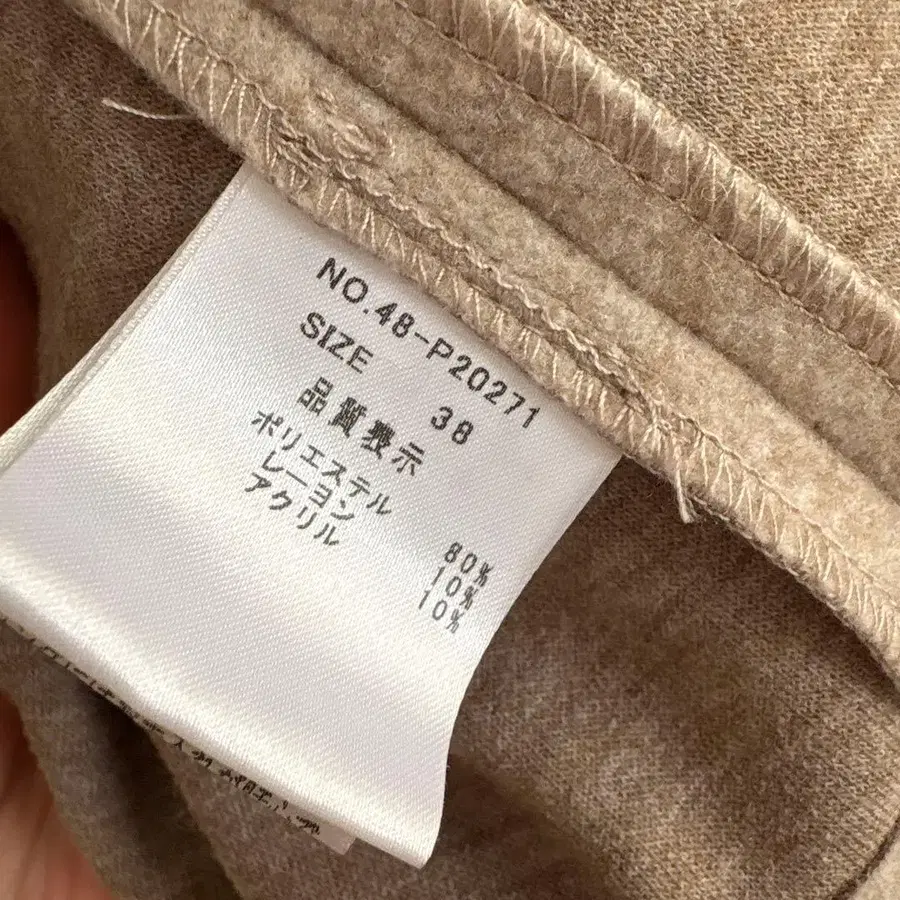 NO.48-P20271
SIZE 38
品質表示
ポリエステル 80%
レーヨン 10%
アクリル 10%